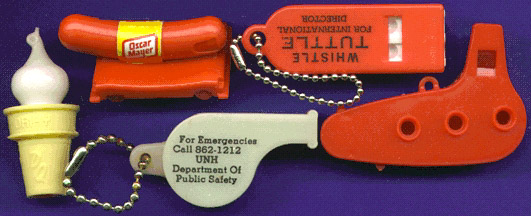 Oscar
Mayer
WHISTLE
TUTTLE
FOR INTERNATIONAL
DIRECTOR
For Emergencies
Call 862-1212
UNH
Department Of
Public Safety